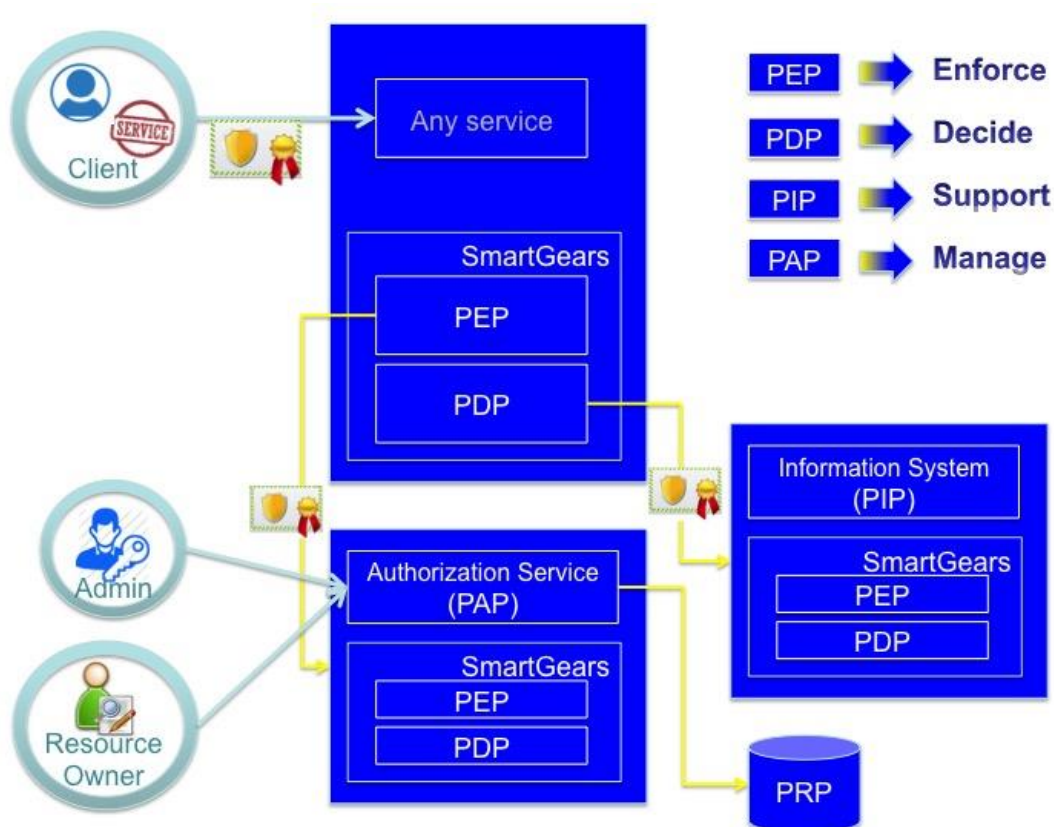 SERVICE
Client
Any service
SmartGears
PEP
PDP
PEP
Enforce
PDP
Decide
PIP
Support
PAP
Manage
Admin
Resource
Owner
Authorization Service
(PAP)
SmartGears
PEP
PDP
Information System
(PIP)
SmartGears
PEP
PDP
PRP